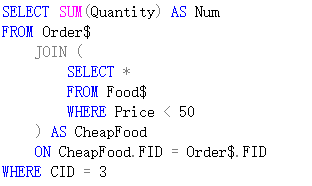 SELECT SUM(Quantity) AS Num
FROM Order$
    JOIN (
        SELECT *
        FROM Food$
        WHERE Price < 50
    ) AS CheapFood
    ON CheapFood.FID = Order$.FID
WHERE CID = 3